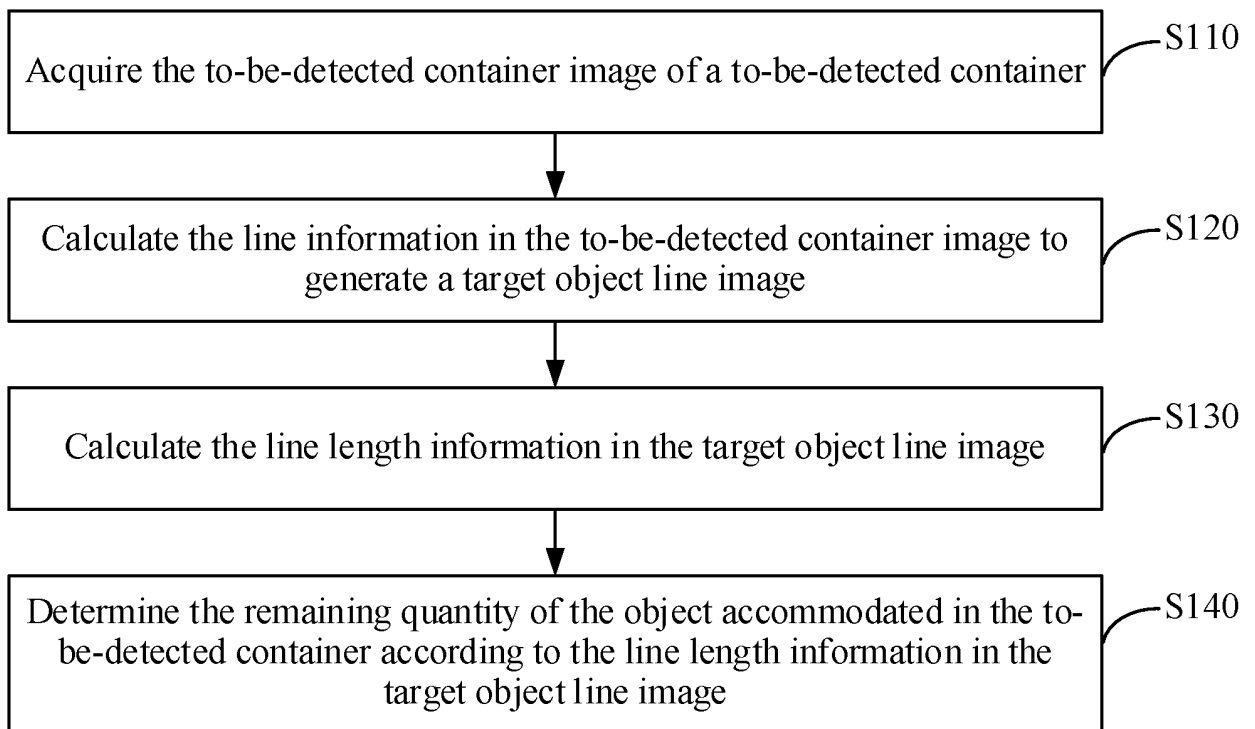 S110
Acquire the to-be-detected container image of a to-be-detected container
S120
Calculate the line information in the to-be-detected container image to
generate a target object line image
S130
Calculate the line length information in the target object line image
S140
Determine the remaining quantity of the object accommodated in the to-
be-detected container according to the line length information in the
target object line image